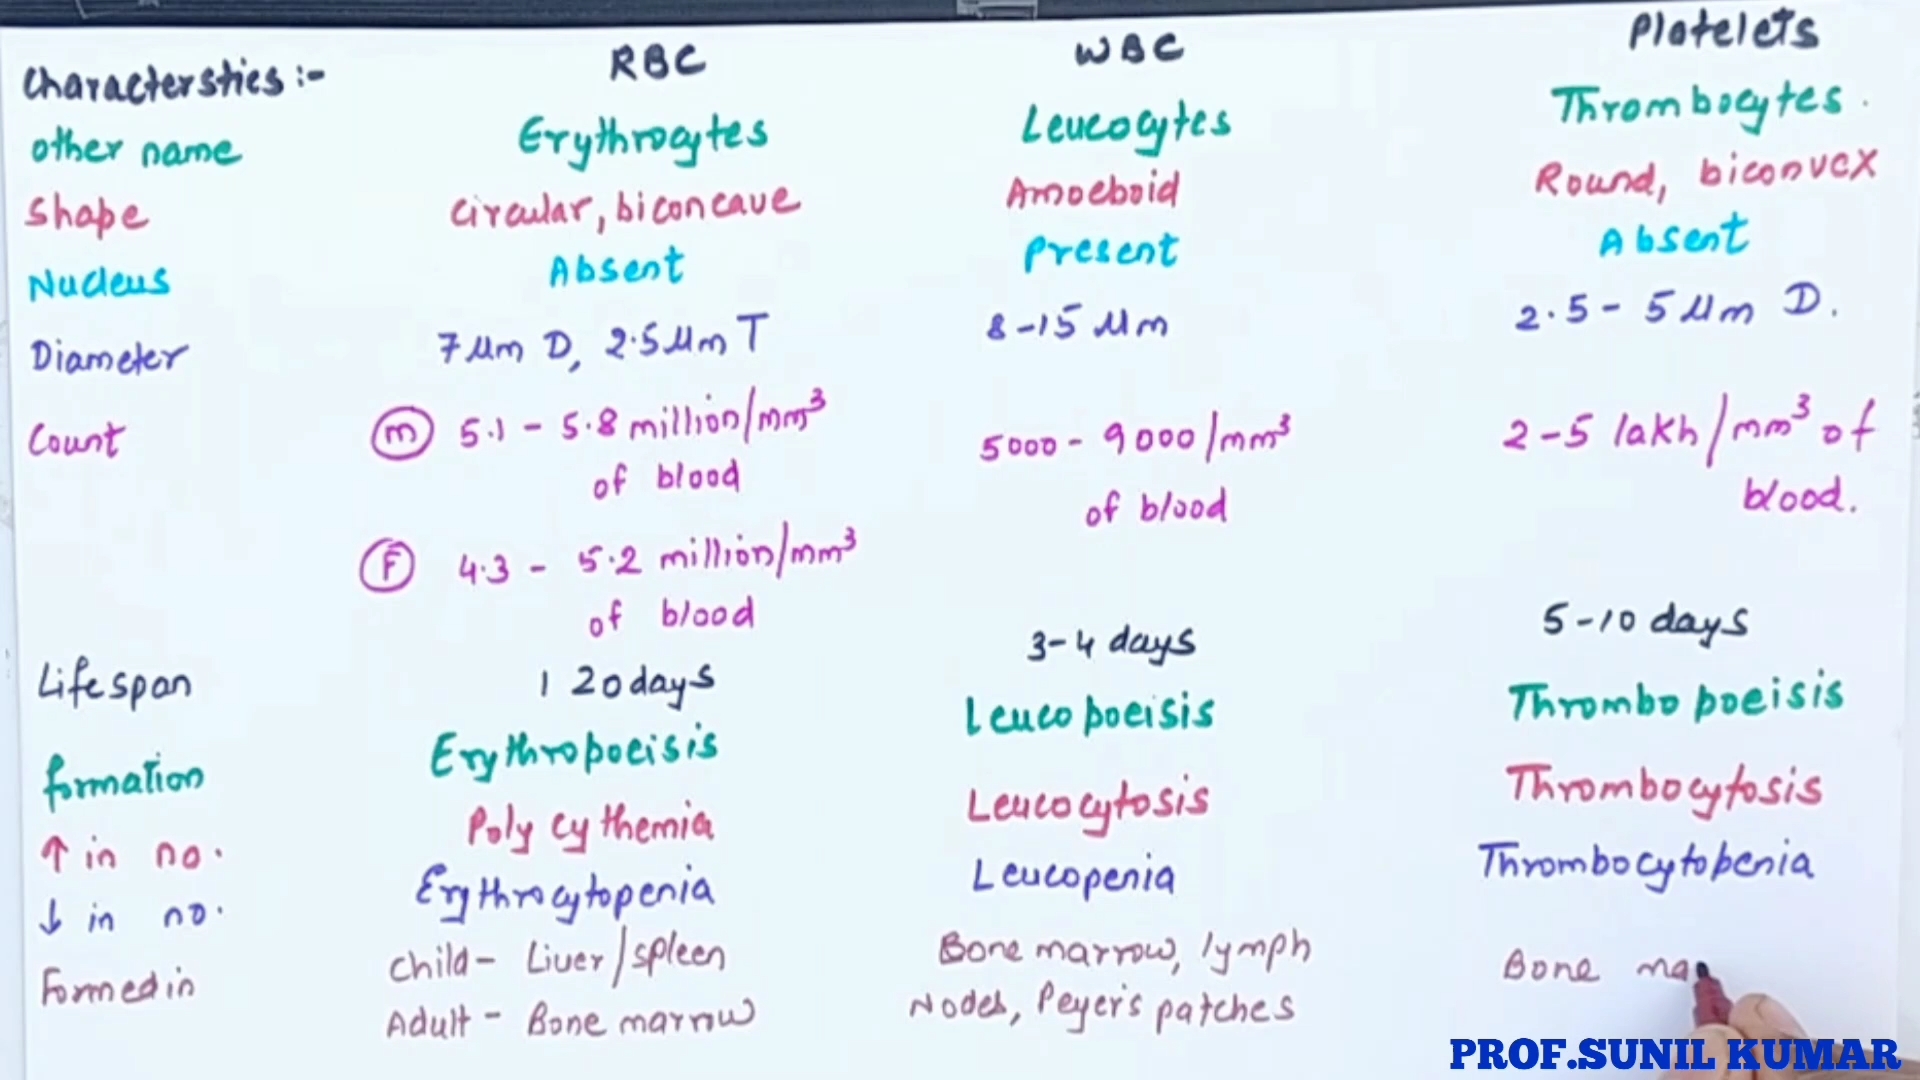 Characterstics :- RBC WBC Platelets
other name Erythrocytes Leucocytes Thrombocytes.
Shape Circular, biconcave Amoeboid Round, biconvex
Nucleus Absent Present Absent
Diameter 7 µm D, 2.5 µm T 8-15 µm 2.5 - 5 µm D.
Count (m) 5.1 - 5.8 million/mm³ 5000 - 9000/mm³ 2-5 lakh/mm³ of
of blood of blood blood.
(F) 4.3 - 5.2 million/mm³
of blood
Lifespan 120 days 3-4 days 5-10 days
formation Erythropoeisis Leucopoeisis Thrombopoeisis
↑ in no. Polycythemia Leucocytosis Thrombocytosis
↓ in no. Erythrocytopenia Leucopenia Thrombocytopenia
Formed in Child - Liver/spleen Bone marrow, lymph Bone ma
Adult - Bone marrow Nodes, Peyer's patches
PROF.SUNIL KUMAR